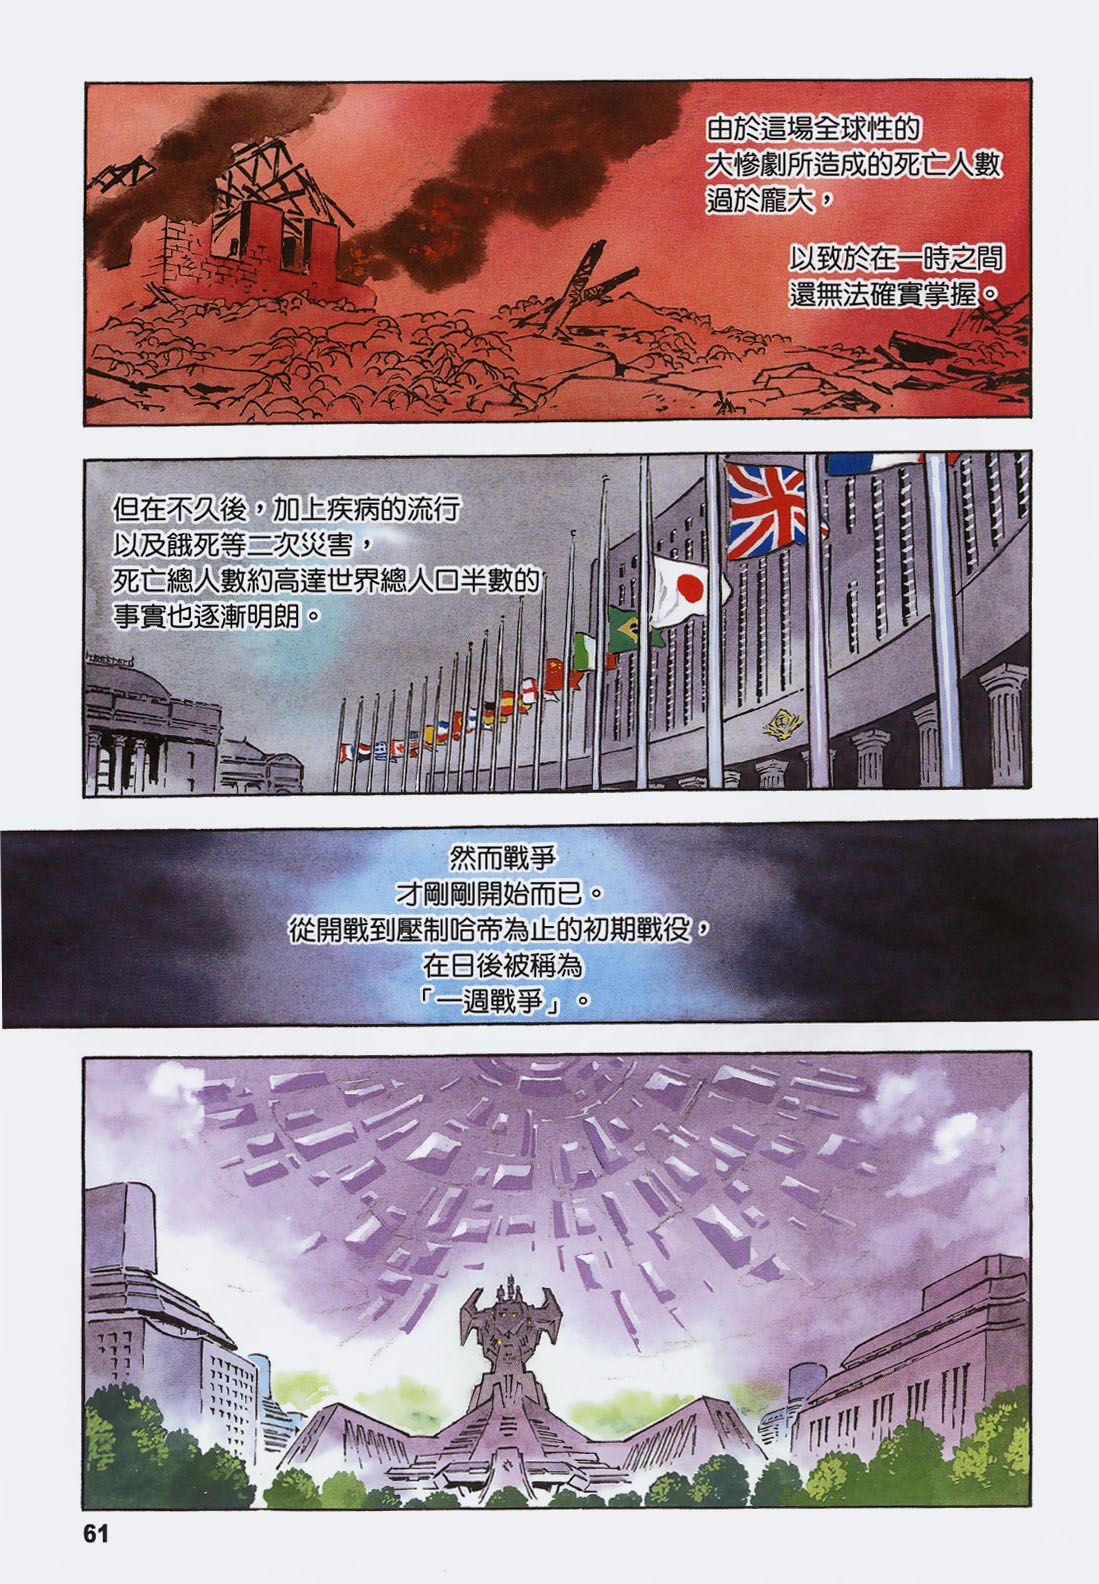 由於這場全球性的
大慘劇所造成的死亡人數
過於龐大，
以致於在一時之間
還無法確實掌握。
但在不久後，加上疾病的流行
以及餓死等二次災害，
死亡總人數約高達世界總人口半數的
事實也逐漸明朗。
然而戰爭
才剛剛開始而已。
從開戰到壓制哈帝為止的初期戰役，
在日後被稱為
「一週戰爭」。
61